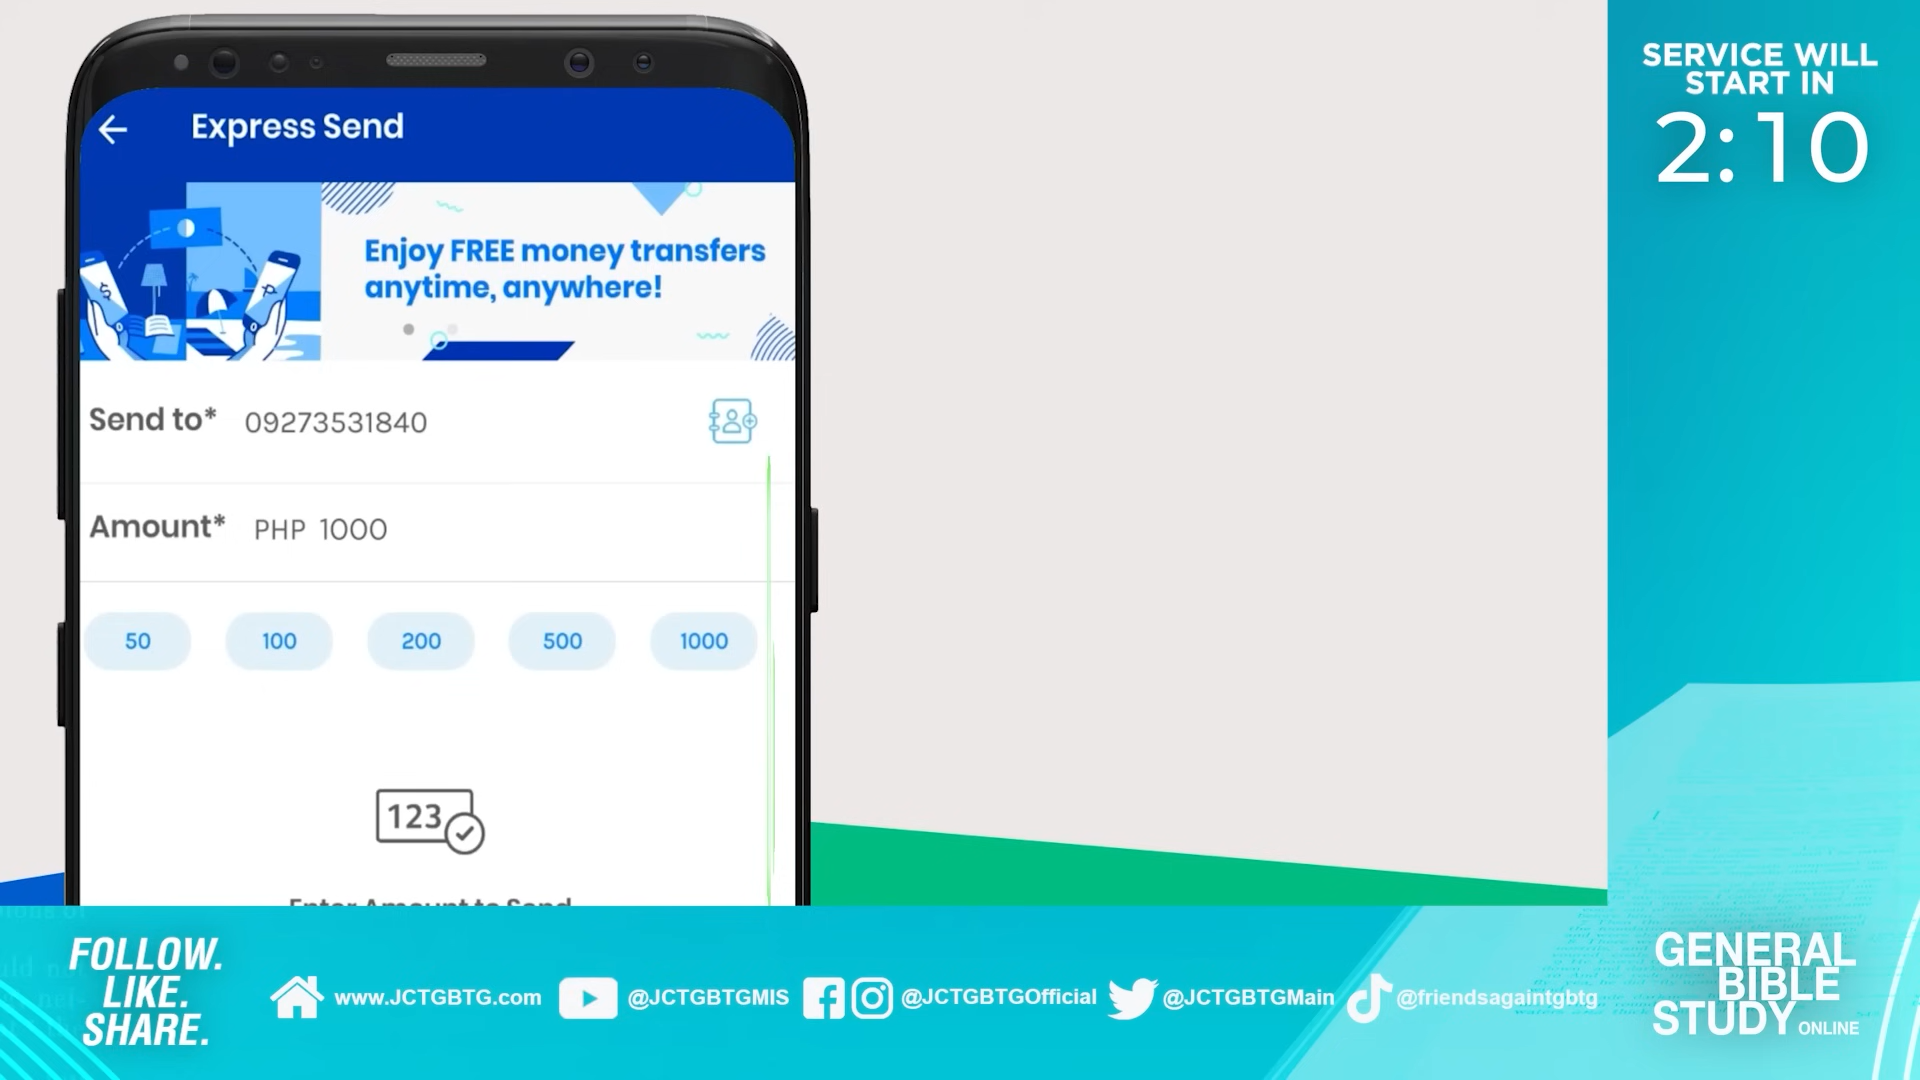 Express Send
Enjoy FREE money transfers
anytime, anywhere!
Send to* 09273531840
Amount* PHP 1000
50 100 200 500 1000
123
Enter Amount to Send
SERVICE WILL
START IN
2:10
FOLLOW.
LIKE.
SHARE.
www.JCTGBTG.com @JCTGBTGMIS @JCTGBTGOfficial @JCTGBTGMain @friendsagaintgbtg
GENERAL
BIBLE
STUDY ONLINE